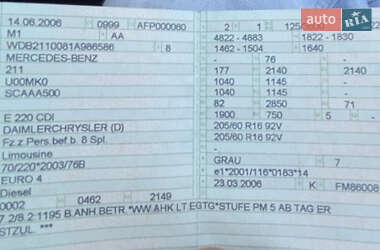 auto RIA
14.06.2006 0999 AFP000060 2 1 125
M1 AA 4822 - 4883 1822 - 1830
WDB2110081A986586 8 1462 - 1504 1640
MERCEDES-BENZ - 76 -
211 177 2140 2140
U00MK0 1040 1145 -
SCAAA500 1040 1145 -
82 2850 71
E 220 CDI 1900 750 5 -
DAIMLERCHRYSLER (D) 205/60 R16 92V
Fz.z.Pers.bef.b. 8 Spl. 205/60 R16 92V
Limousine -
70/220*2003/76B GRAU 7
EURO 4 e1*2001/116*0183*14
Diesel 23.03.2006 K FM86008
0002 0462 2149
7.2/8.2:1195 B.ANH BETR.*WW.AHK LT EGTG*STUFE PM 5 AB TAG ER
STZUL ***